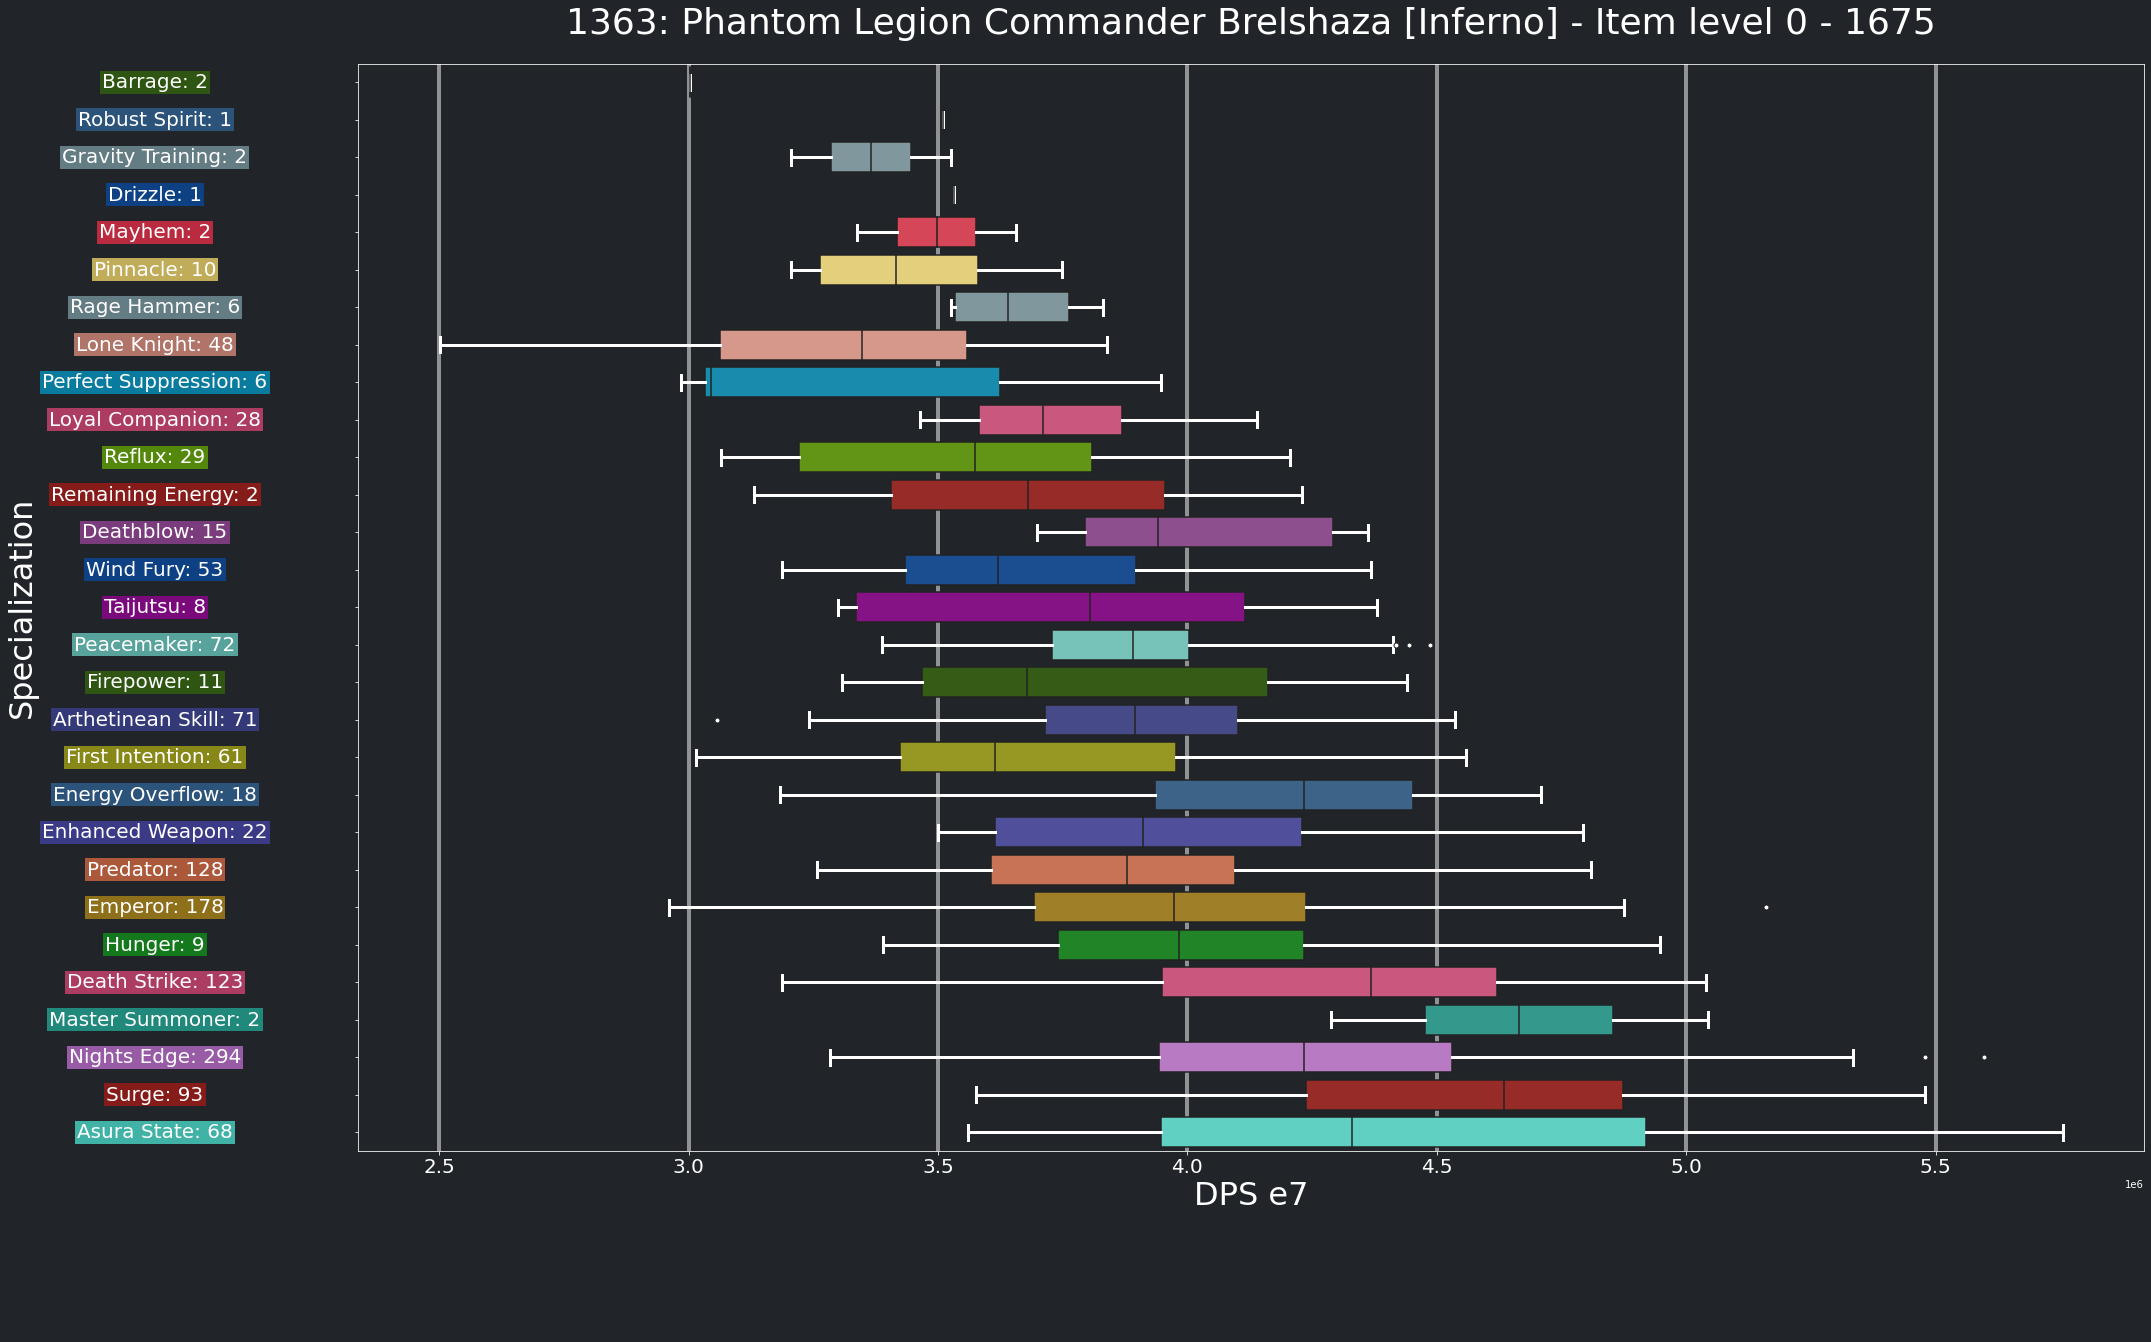 1363: Phantom Legion Commander Brelshaza [Inferno] - Item level 0 - 1675
Barrage: 2
Robust Spirit: 1
Gravity Training: 2
Drizzle: 1
Mayhem: 2
Pinnacle: 10
Rage Hammer: 6
Lone Knight: 48
Perfect Suppression: 6
Loyal Companion: 28
Reflux: 29
Remaining Energy: 2
Deathblow: 15
Wind Fury: 53
Taijutsu: 8
Peacemaker: 72
Firepower: 11
Arthetinean Skill: 71
First Intention: 61
Energy Overflow: 18
Enhanced Weapon: 22
Predator: 128
Emperor: 178
Hunger: 9
Death Strike: 123
Master Summoner: 2
Nights Edge: 294
Surge: 93
Asura State: 68
Specialization
2.5 3.0 3.5 4.0 4.5 5.0 5.5
1e6
DPS e7